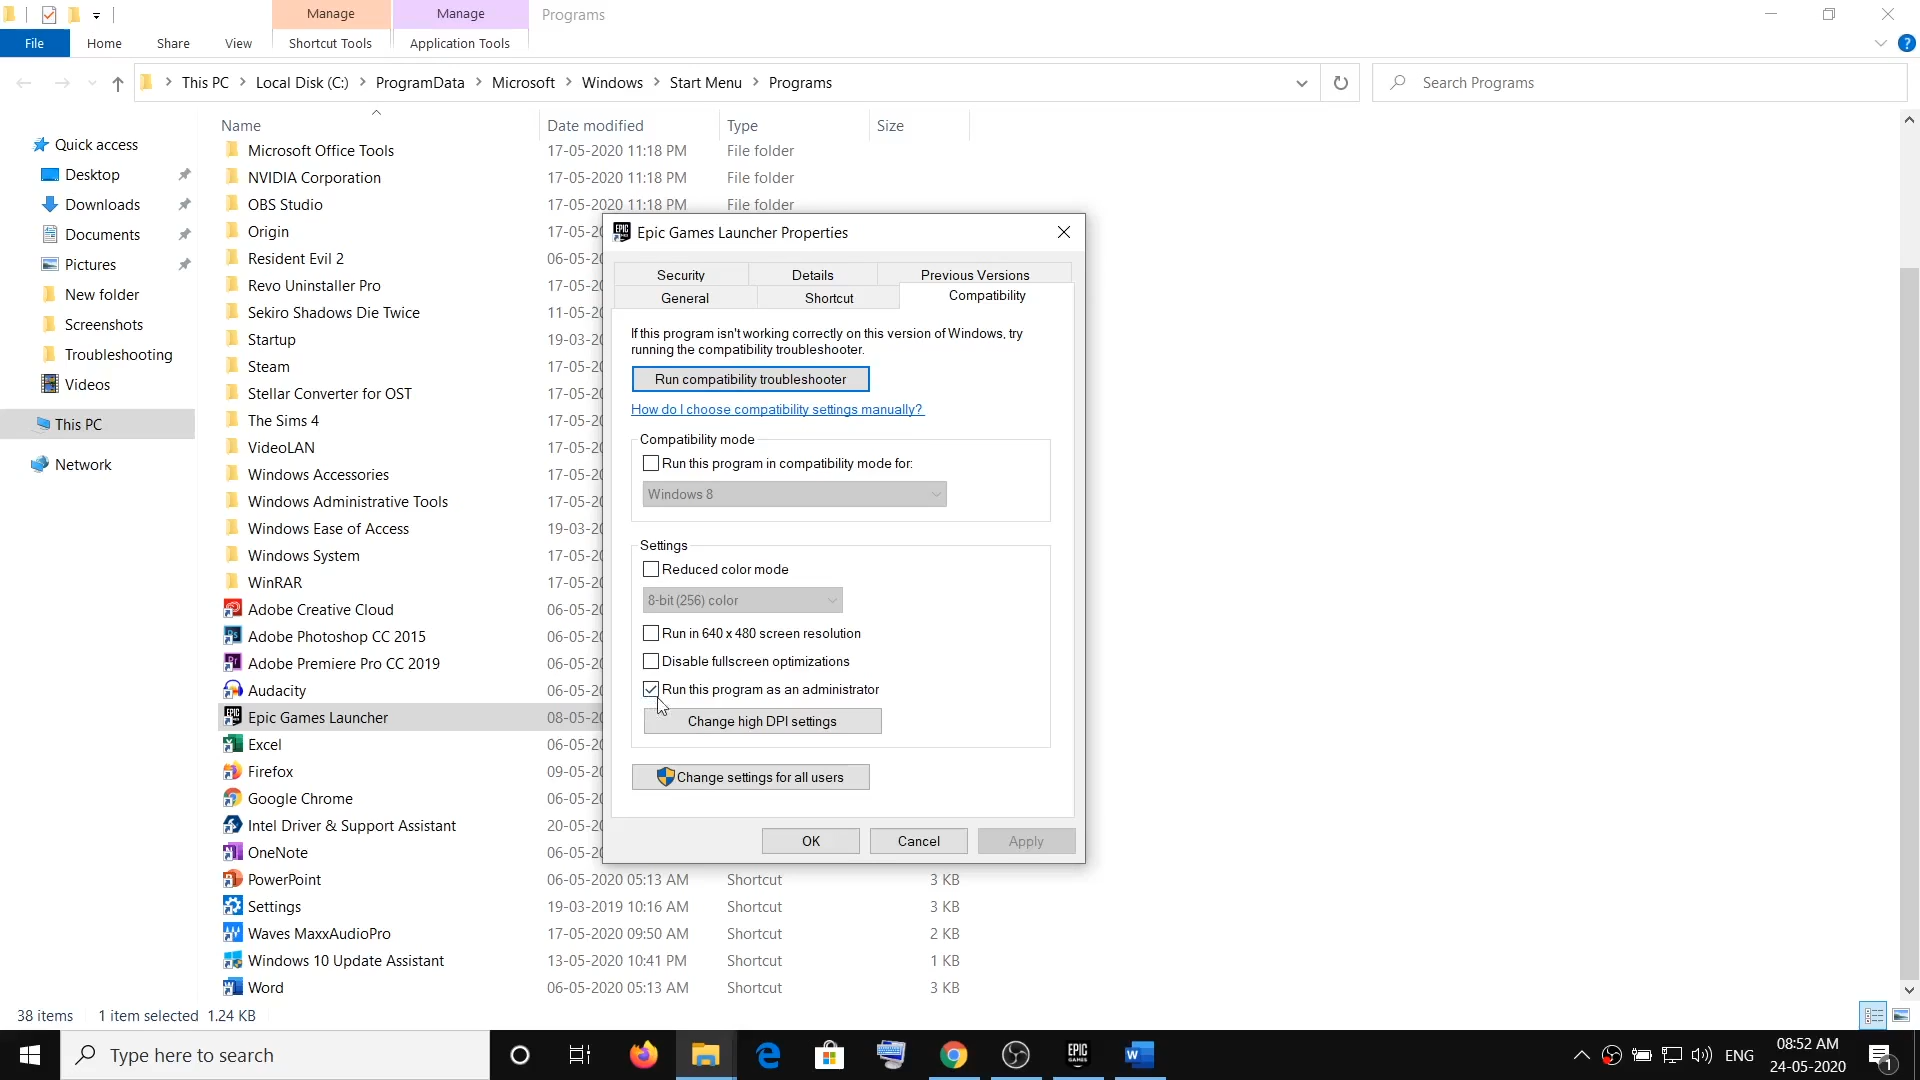 Manage
Manage
Programs
File
Home
Share
View
Shortcut Tools
Application Tools
?
This PC
Local Disk (C:)
ProgramData
Microsoft
Windows
Start Menu
Programs
Search Programs
Name
Date modified
Type
Size
Quick access
Desktop
Downloads
Documents
Pictures
New folder
Screenshots
Troubleshooting
Videos
This PC
Network
Microsoft Office Tools 17-05-2020 11:18 PM File folder
NVIDIA Corporation 17-05-2020 11:18 PM File folder
OBS Studio 17-05-2020 11:18 PM File folder
Origin 17-05-20
Resident Evil 2 06-05-20
Revo Uninstaller Pro 17-05-20
Sekiro Shadows Die Twice 11-05-20
Startup 19-03-20
Steam 17-05-20
Stellar Converter for OST 17-05-20
The Sims 4 17-05-20
VideoLAN 17-05-20
Windows Accessories 17-05-20
Windows Administrative Tools 17-05-20
Windows Ease of Access 19-03-20
Windows System 17-05-20
WinRAR 17-05-20
Adobe Creative Cloud 06-05-20
Adobe Photoshop CC 2015 06-05-20
Adobe Premiere Pro CC 2019 06-05-20
Audacity 06-05-20
Epic Games Launcher 08-05-20
Excel 06-05-20
Firefox 09-05-20
Google Chrome 06-05-20
Intel Driver & Support Assistant 20-05-20
OneNote 06-05-20
PowerPoint 06-05-2020 05:13 AM Shortcut 3 KB
Settings 19-03-2019 10:16 AM Shortcut 3 KB
Waves MaxxAudioPro 17-05-2020 09:50 AM Shortcut 2 KB
Windows 10 Update Assistant 13-05-2020 10:41 PM Shortcut 1 KB
Word 06-05-2020 05:13 AM Shortcut 3 KB
Epic Games Launcher Properties
Security
Details
Previous Versions
General
Shortcut
Compatibility
If this program isn't working correctly on this version of Windows, try
running the compatibility troubleshooter.
Run compatibility troubleshooter
How do I choose compatibility settings manually?
Compatibility mode
Run this program in compatibility mode for:
Windows 8
Settings
Reduced color mode
8-bit (256) color
Run in 640 x 480 screen resolution
Disable fullscreen optimizations
Run this program as an administrator
Change high DPI settings
Change settings for all users
OK
Cancel
Apply
38 items
1 item selected 1.24 KB
Type here to search
EPIC
GAMES
W
ENG
08:52 AM
24-05-2020
1